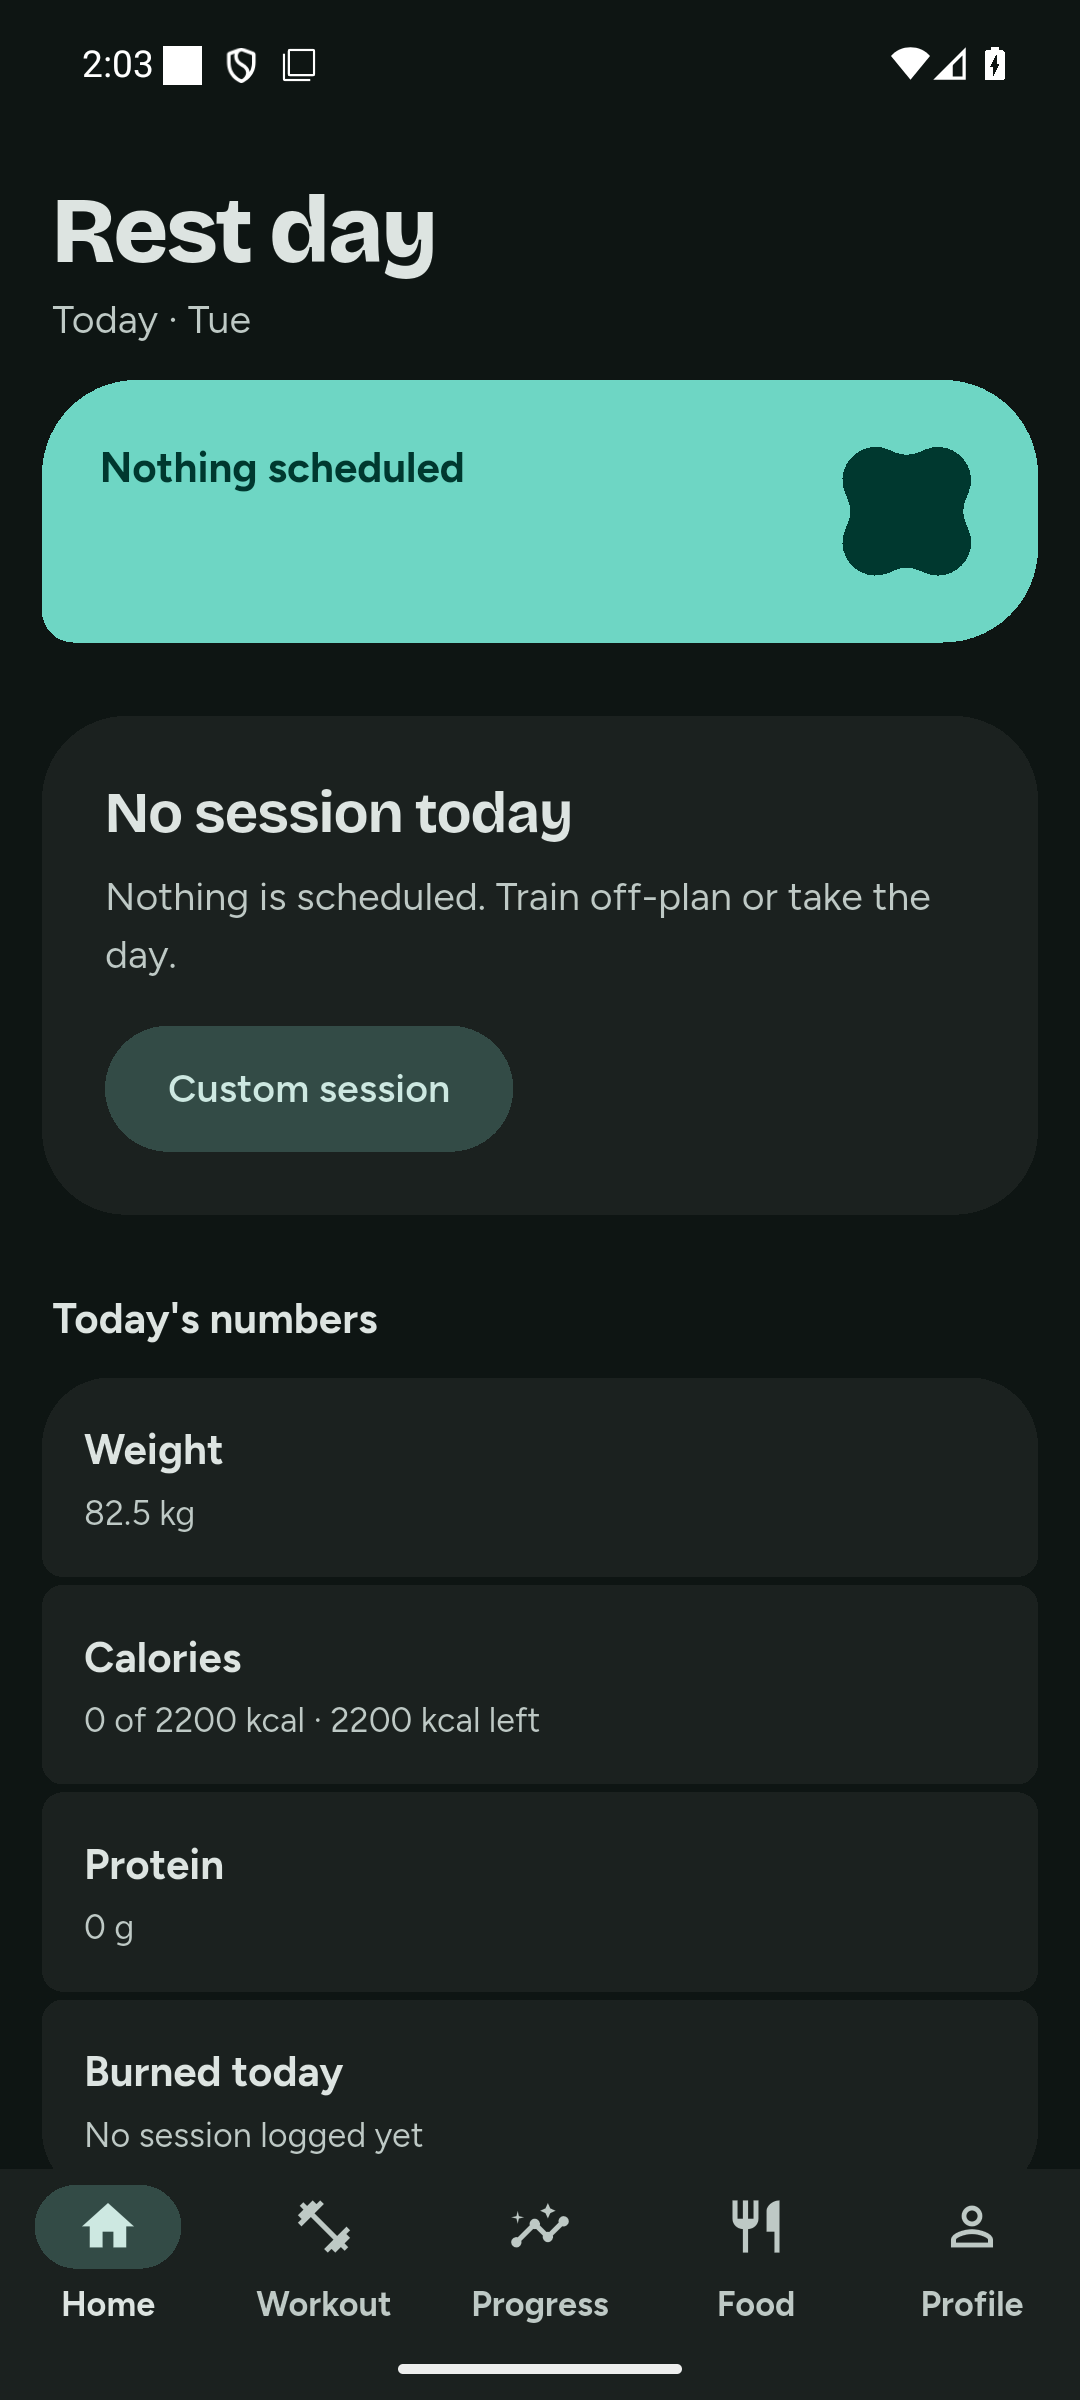 2:03
Rest day
Today · Tue
Nothing scheduled
No session today
Nothing is scheduled. Train off-plan or take the
day.
Custom session
Today's numbers
Weight
82.5 kg
Calories
0 of 2200 kcal · 2200 kcal left
Protein
0 g
Burned today
No session logged yet
Home
Workout
Progress
Food
Profile